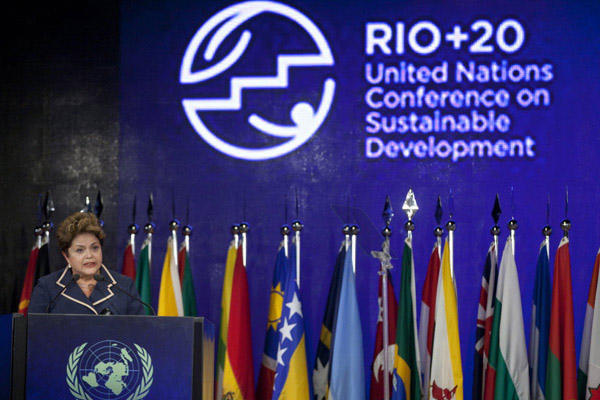 RIO+20
United Nations
Conference on
Sustainable
Development